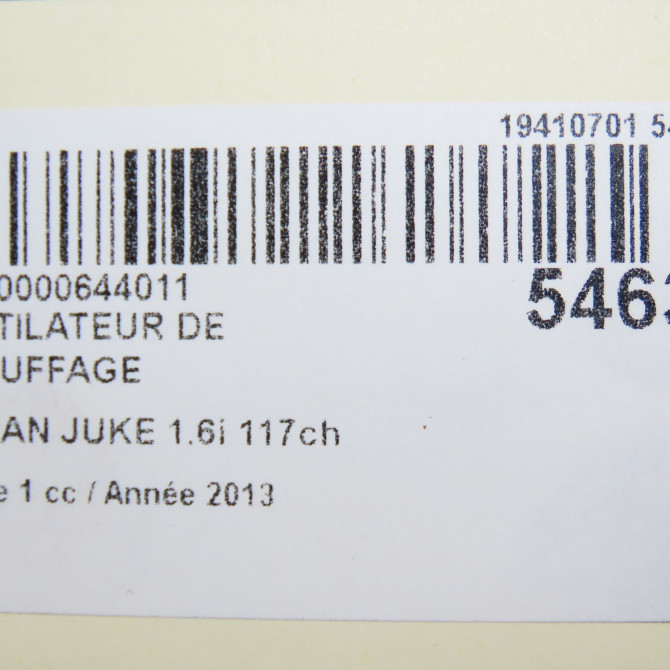 19410701 54
0000644011
5463
TILATEUR DE
UFFAGE
AN JUKE 1.6i 117ch
e 1 cc / Année 2013